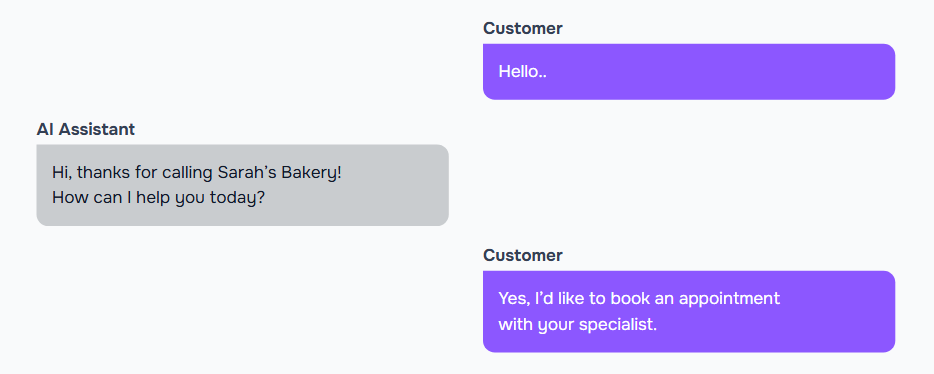 Customer
Hello..
AI Assistant
Hi, thanks for calling Sarah’s Bakery!
How can I help you today?
Customer
Yes, I’d like to book an appointment
with your specialist.